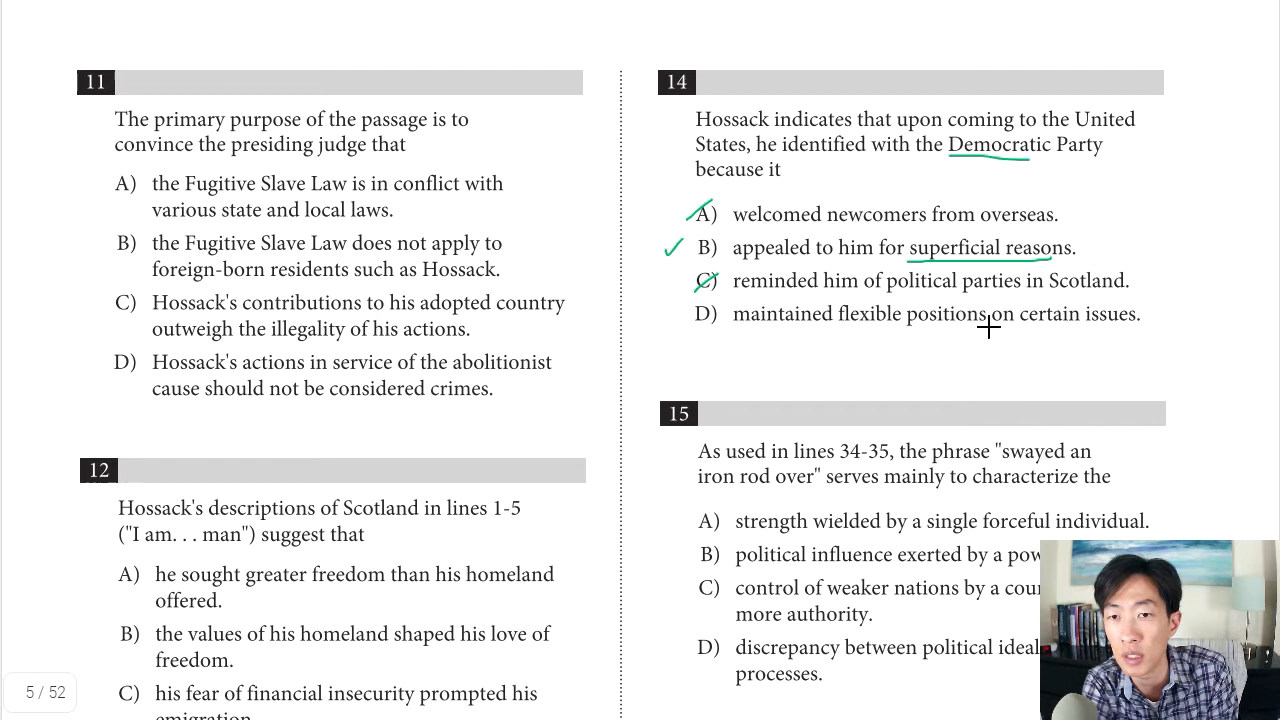 11
The primary purpose of the passage is to
convince the presiding judge that
A) the Fugitive Slave Law is in conflict with
various state and local laws.
B) the Fugitive Slave Law does not apply to
foreign-born residents such as Hossack.
C) Hossack's contributions to his adopted country
outweigh the illegality of his actions.
D) Hossack's actions in service of the abolitionist
cause should not be considered crimes.
12
Hossack's descriptions of Scotland in lines 1-5
("I am. . . man") suggest that
A) he sought greater freedom than his homeland
offered.
B) the values of his homeland shaped his love of
freedom.
C) his fear of financial insecurity prompted his
emigration.
14
Hossack indicates that upon coming to the United
States, he identified with the Democratic Party
because it
A) welcomed newcomers from overseas.
B) appealed to him for superficial reasons.
C) reminded him of political parties in Scotland.
D) maintained flexible positions on certain issues.
15
As used in lines 34-35, the phrase "swayed an
iron rod over" serves mainly to characterize the
A) strength wielded by a single forceful individual.
B) political influence exerted by a
C) control of weaker nations by a
more authority.
D) discrepancy between political
processes.
5 / 52